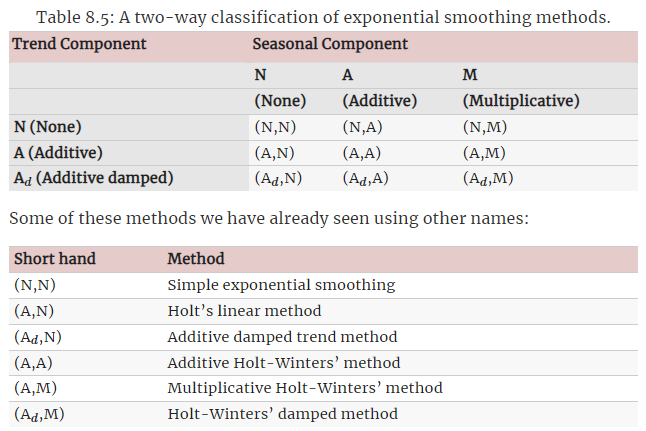 Table 8.5: A two-way classification of exponential smoothing methods.
Trend Component Seasonal Component
N A M
(None) (Additive) (Multiplicative)
N (None) (N,N) (N,A) (N,M)
A (Additive) (A,N) (A,A) (A,M)
A_d (Additive damped) (A_d,N) (A_d,A) (A_d,M)
Some of these methods we have already seen using other names:
Short hand Method
(N,N) Simple exponential smoothing
(A,N) Holt’s linear method
(A_d,N) Additive damped trend method
(A,A) Additive Holt-Winters’ method
(A,M) Multiplicative Holt-Winters’ method
(A_d,M) Holt-Winters’ damped method